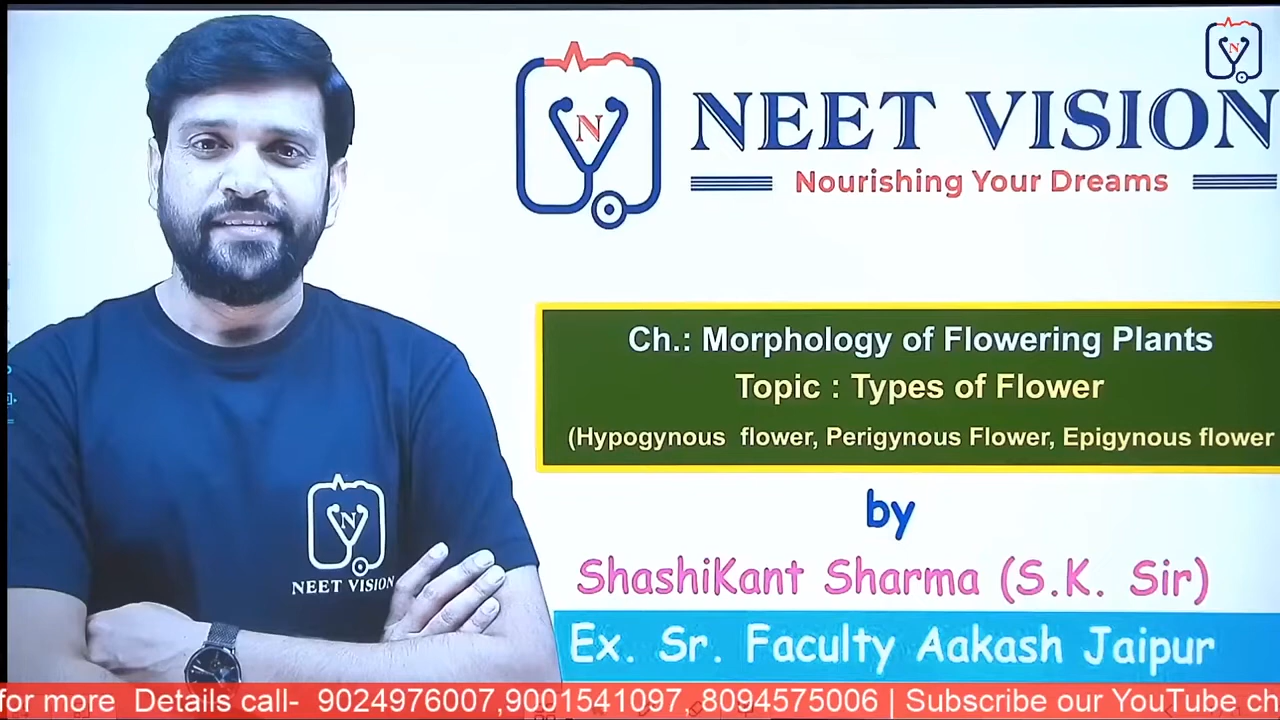 N
N
NEET VISION
Nourishing Your Dreams
Ch.: Morphology of Flowering Plants
Topic : Types of Flower
(Hypogynous flower, Perigynous Flower, Epigynous flower
by
ShashiKant Sharma (S.K. Sir)
Ex. Sr. Faculty Aakash Jaipur
N
NEET VISION
for more Details call- 9024976007,9001541097, 8094575006 | Subscribe our YouTube ch